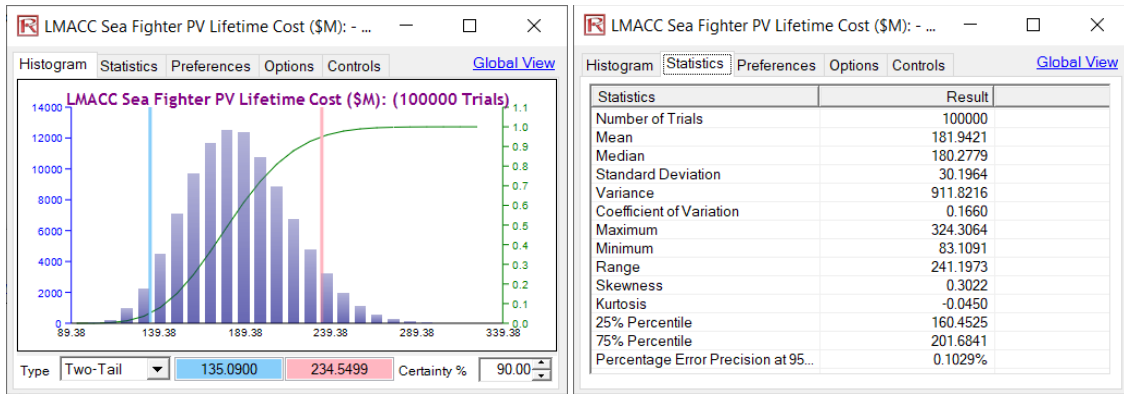 LMACC Sea Fighter PV Lifetime Cost ($M): - ...
Histogram Statistics Preferences Options Controls Global View
LMACC Sea Fighter PV Lifetime Cost ($M): (100000 Trials)
14000
12000
10000
8000
6000
4000
2000
0
1.1
1.0
0.9
0.8
0.7
0.6
0.5
0.4
0.3
0.2
0.1
0.0
89.38 139.38 189.38 239.38 289.38 339.38
Type Two-Tail 135.0900 234.5499 Certainty % 90.00
LMACC Sea Fighter PV Lifetime Cost ($M): - ...
Histogram Statistics Preferences Options Controls Global View
Statistics Result
Number of Trials 100000
Mean 181.9421
Median 180.2779
Standard Deviation 30.1964
Variance 911.8216
Coefficient of Variation 0.1660
Maximum 324.3064
Minimum 83.1091
Range 241.1973
Skewness 0.3022
Kurtosis -0.0450
25% Percentile 160.4525
75% Percentile 201.6841
Percentage Error Precision at 95... 0.1029%